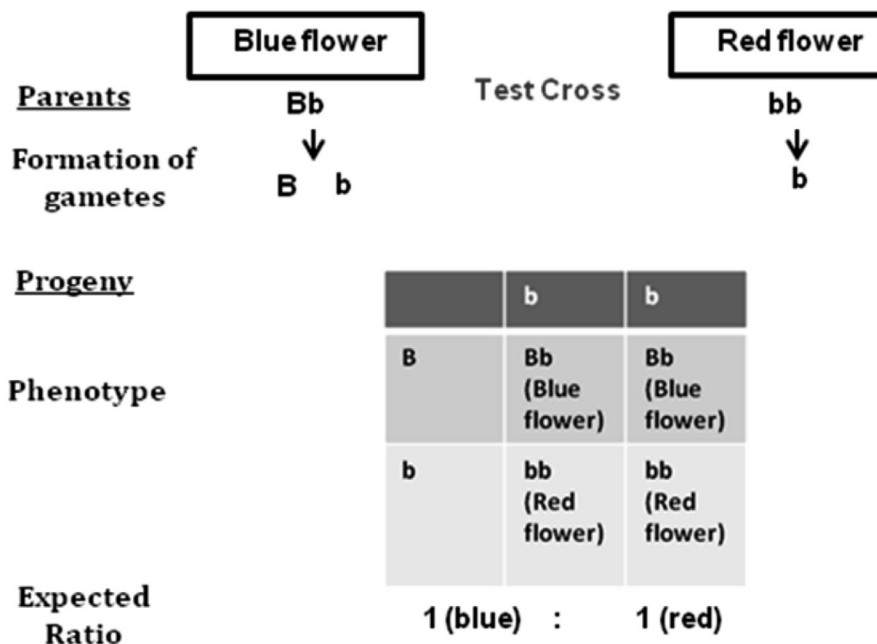 Blue flower
Red flower
Parents
Bb
Test Cross
bb
Formation of
gametes
B b
b
Progeny
b b
Phenotype
B Bb Bb
(Blue (Blue
flower) flower)
b bb bb
(Red (Red
flower) flower)
Expected
Ratio
1 (blue) : 1 (red)